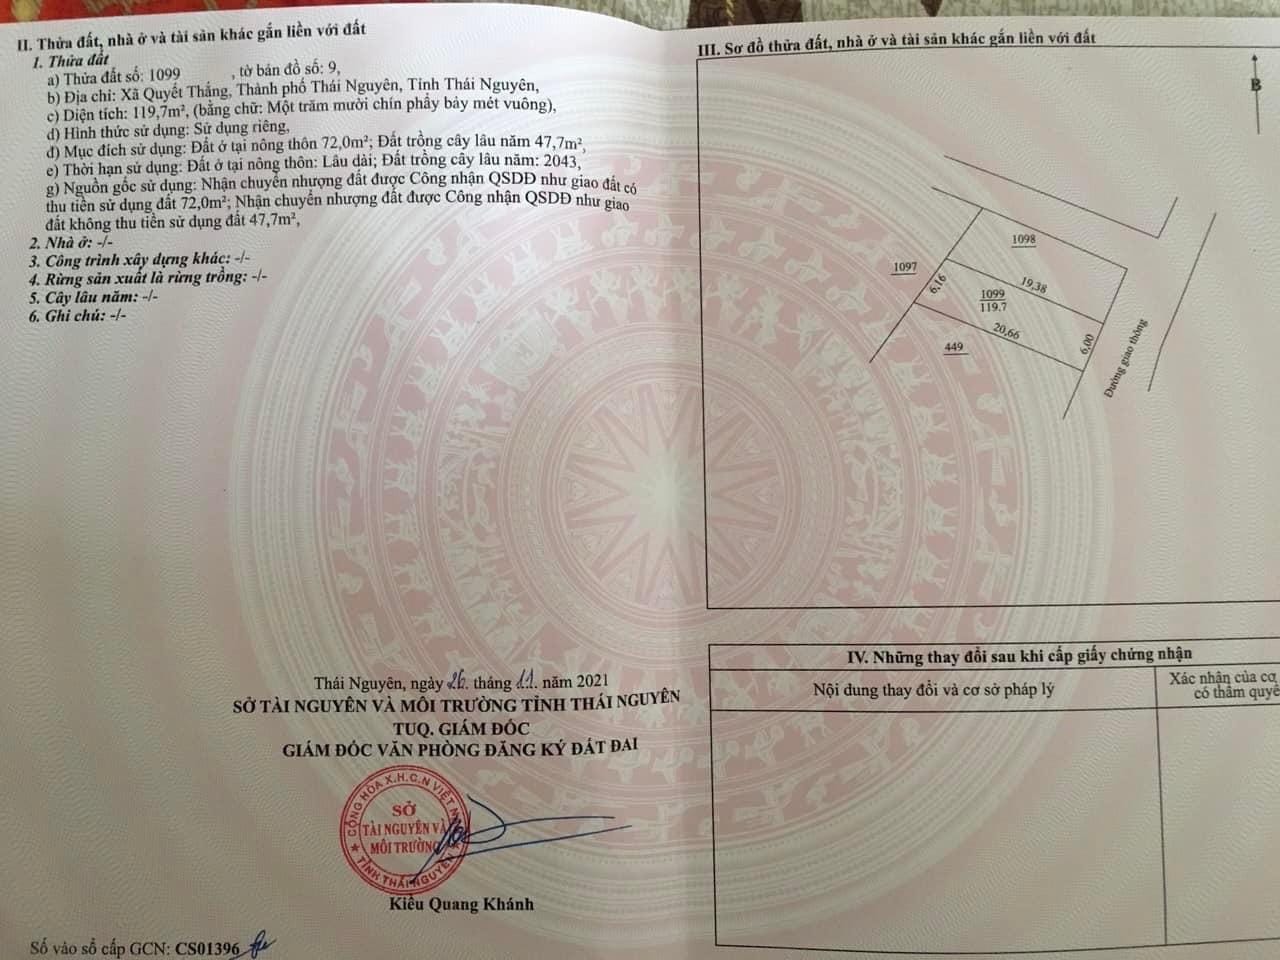 II. Thửa đất, nhà ở và tài sản khác gắn liền với đất
1. Thửa đất
a) Thửa đất số: 1099 , tờ bản đồ số: 9,
b) Địa chỉ: Xã Quyết Thắng, Thành phố Thái Nguyên, Tỉnh Thái Nguyên,
c) Diện tích: 119,7m², (bằng chữ: Một trăm mười chín phẩy bảy mét vuông),
d) Hình thức sử dụng: Sử dụng riêng,
đ) Mục đích sử dụng: Đất ở tại nông thôn 72,0m²; Đất trồng cây lâu năm 47,7m²,
e) Thời hạn sử dụng: Đất ở tại nông thôn: Lâu dài; Đất trồng cây lâu năm: 2043,
g) Nguồn gốc sử dụng: Nhận chuyển nhượng đất được Công nhận QSDĐ như giao đất có
thu tiền sử dụng đất 72,0m²; Nhận chuyển nhượng đất được Công nhận QSDĐ như giao
đất không thu tiền sử dụng đất 47,7m²,
2. Nhà ở: -/-
3. Công trình xây dựng khác: -/-
4. Rừng sản xuất là rừng trồng: -/-
5. Cây lâu năm: -/-
6. Ghi chú: -/-
Thái Nguyên, ngày 26 tháng 11 năm 2021
SỞ TÀI NGUYÊN VÀ MÔI TRƯỜNG TỈNH THÁI NGUYÊN
TUQ. GIÁM ĐỐC
GIÁM ĐỐC VĂN PHÒNG ĐĂNG KÝ ĐẤT ĐAI
CỘNG HÒA X.H.C.N VIỆT NAM
SỞ
TÀI NGUYÊN VÀ
MÔI TRƯỜNG
TỈNH THÁI NGUYÊN
Kiều Quang Khánh
Số vào sổ cấp GCN: CS01396
III. Sơ đồ thửa đất, nhà ở và tài sản khác gắn liền với đất
B
1098
1097
6,16
19,38
1099
119.7
20,66
6,00
449
Đường giao thông
IV. Những thay đổi sau khi cấp giấy chứng nhận
Nội dung thay đổi và cơ sở pháp lý
Xác nhận của cơ
có thẩm quyề